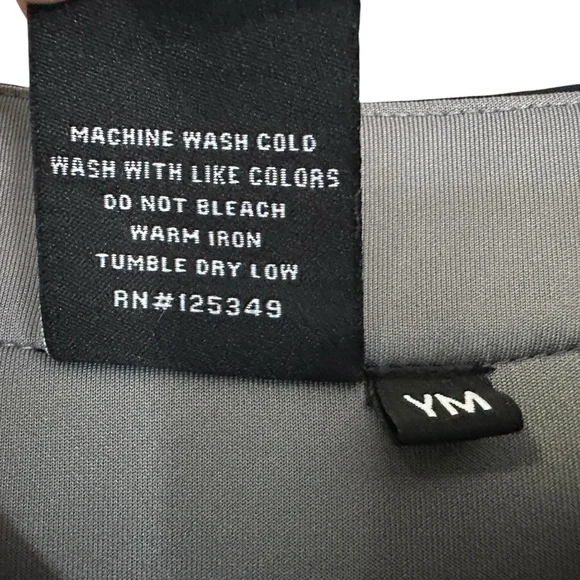 MACHINE WASH COLD
WASH WITH LIKE COLORS
DO NOT BLEACH
WARM IRON
TUMBLE DRY LOW
RN#125349
YM